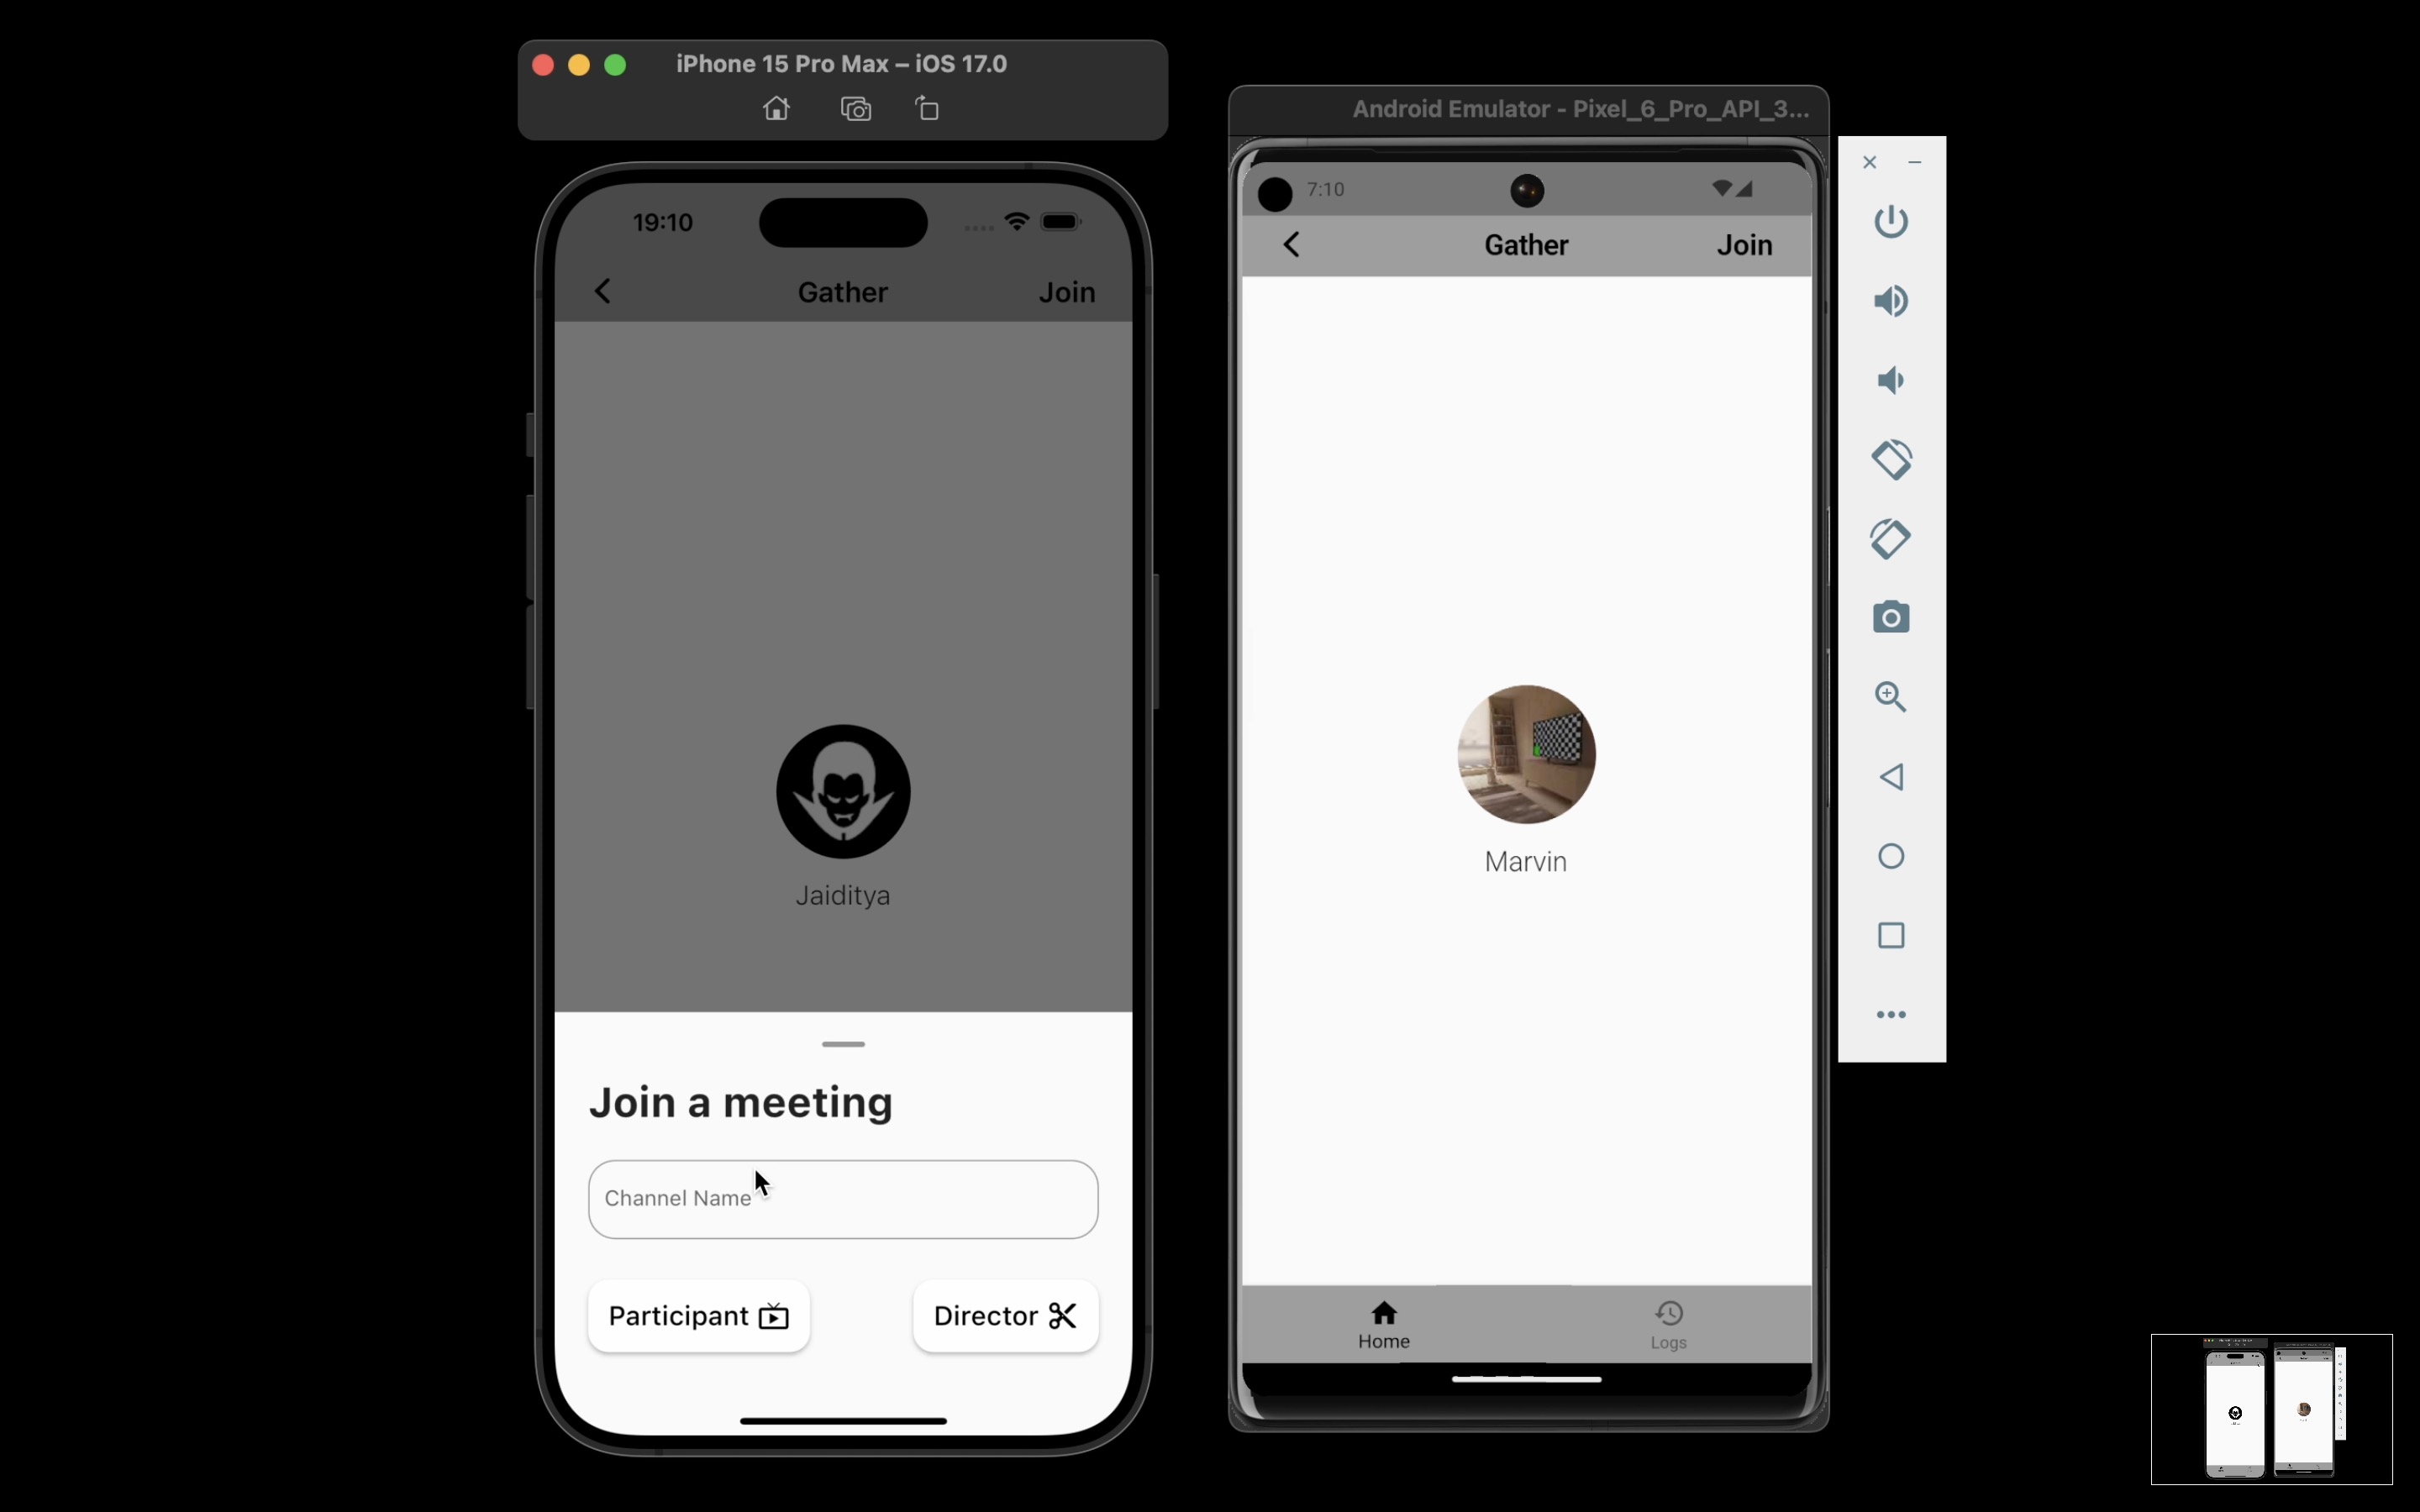 iPhone 15 Pro Max – iOS 17.0
19:10
Gather
Join
Jaiditya
Join a meeting
Channel Name
Participant
Director
Android Emulator - Pixel_6_Pro_API_3...
7:10
Gather
Join
Marvin
Home
Logs